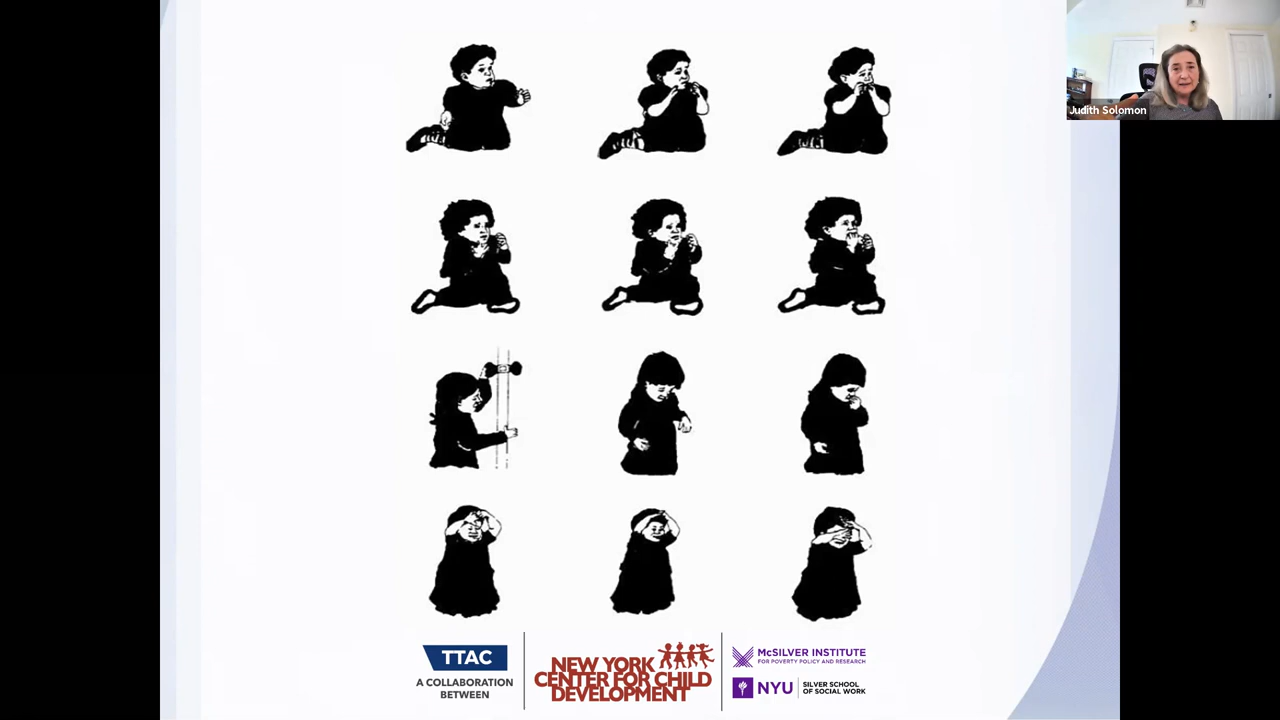 Judith Solomon
TTAC
A COLLABORATION
BETWEEN
NEW YORK
CENTER FOR CHILD
DEVELOPMENT
McSILVER INSTITUTE
FOR POVERTY POLICY AND RESEARCH
NYU
SILVER SCHOOL
OF SOCIAL WORK